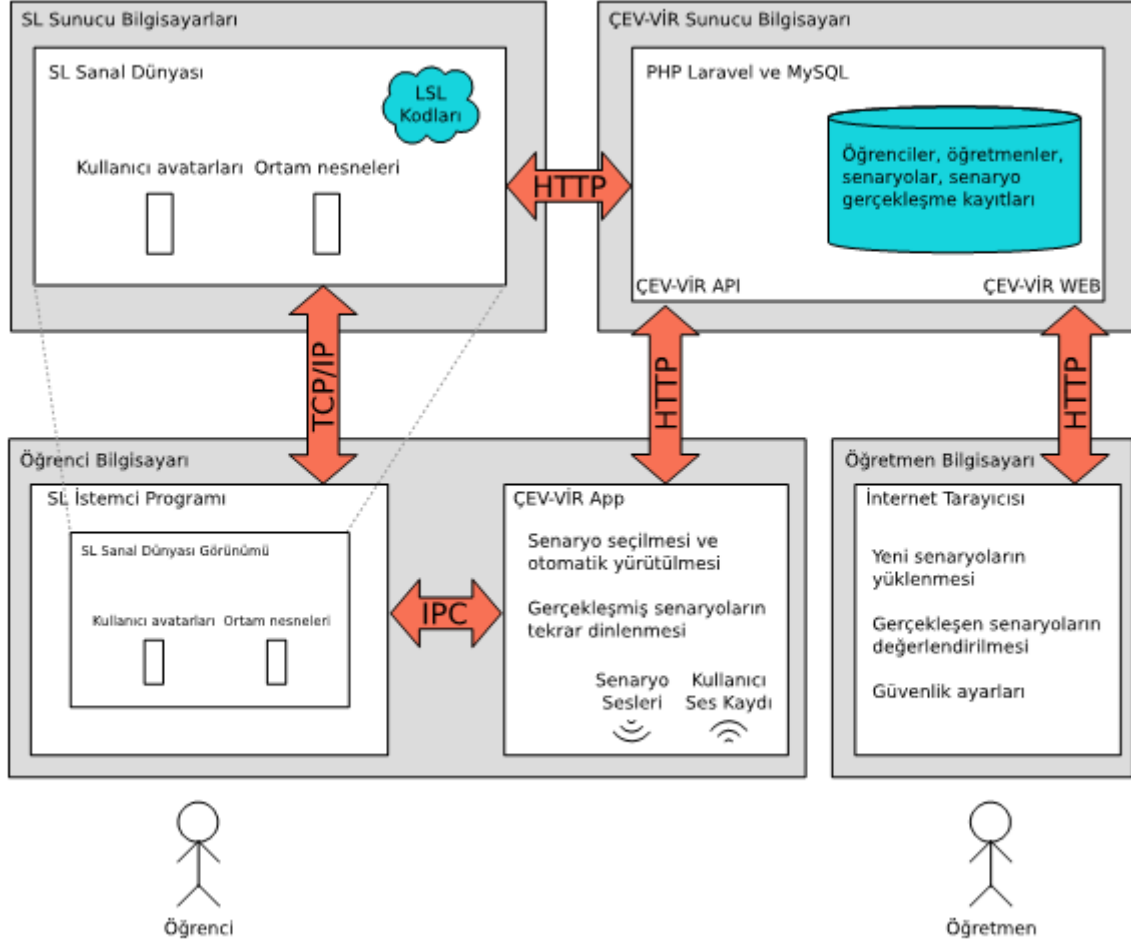 SL Sunucu Bilgisayarları
SL Sanal Dünyası
LSL
Kodları
Kullanıcı avatarları
Ortam nesneleri
HTTP
ÇEV-VİR Sunucu Bilgisayarı
PHP Laravel ve MySQL
Öğrenciler, öğretmenler,
senaryolar, senaryo
gerçekleşme kayıtları
ÇEV-VİR API
ÇEV-VİR WEB
TCP/IP
HTTP
HTTP
Öğrenci Bilgisayarı
SL İstemci Programı
SL Sanal Dünyası Görünümü
Kullanıcı avatarları
Ortam nesneleri
IPC
ÇEV-VİR App
Senaryo seçilmesi ve
otomatik yürütülmesi
Gerçekleşmiş senaryoların
tekrar dinlenmesi
Senaryo
Sesleri
Kullanıcı
Ses Kaydı
Öğretmen Bilgisayarı
İnternet Tarayıcısı
Yeni senaryoların
yüklenmesi
Gerçekleşen senaryoların
değerlendirilmesi
Güvenlik ayarları
Öğrenci
Öğretmen